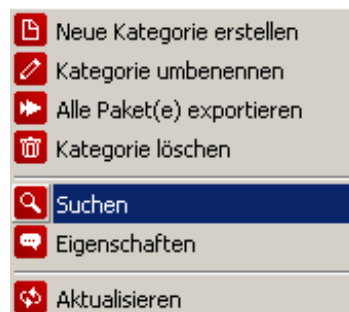 Neue Kategorie erstellen
Kategorie umbenennen
Alle Paket(e) exportieren
Kategorie löschen
Suchen
Eigenschaften
Aktualisieren